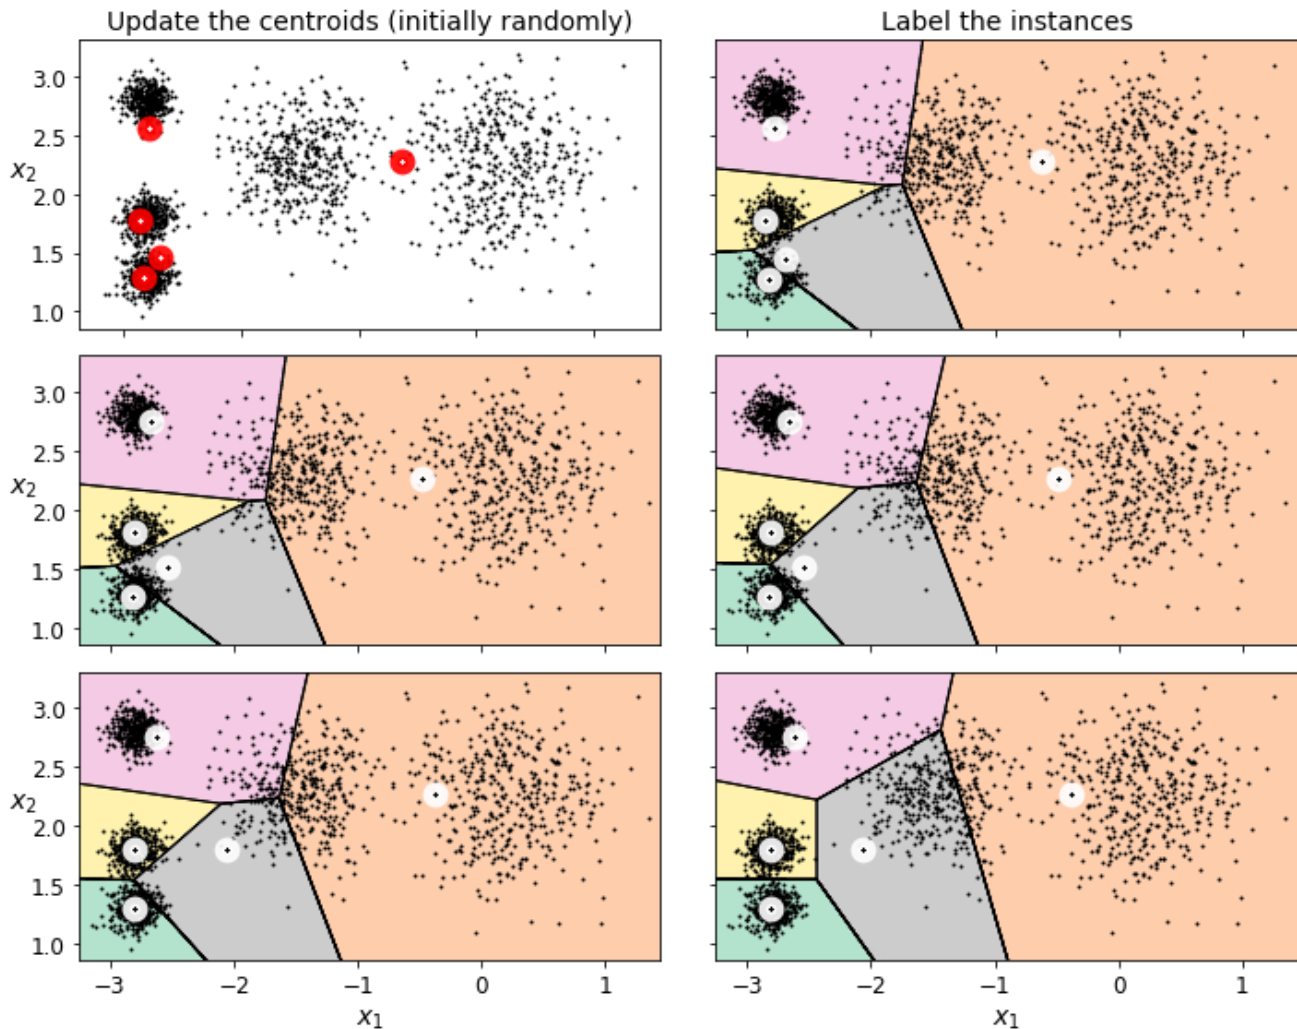 Update the centroids (initially randomly)
Label the instances
3.0
2.5
x2
2.0
1.5
1.0
3.0
2.5
x2
2.0
1.5
1.0
3.0
2.5
x2
2.0
1.5
1.0
−3 −2 −1 0 1
x1
−3 −2 −1 0 1
x1